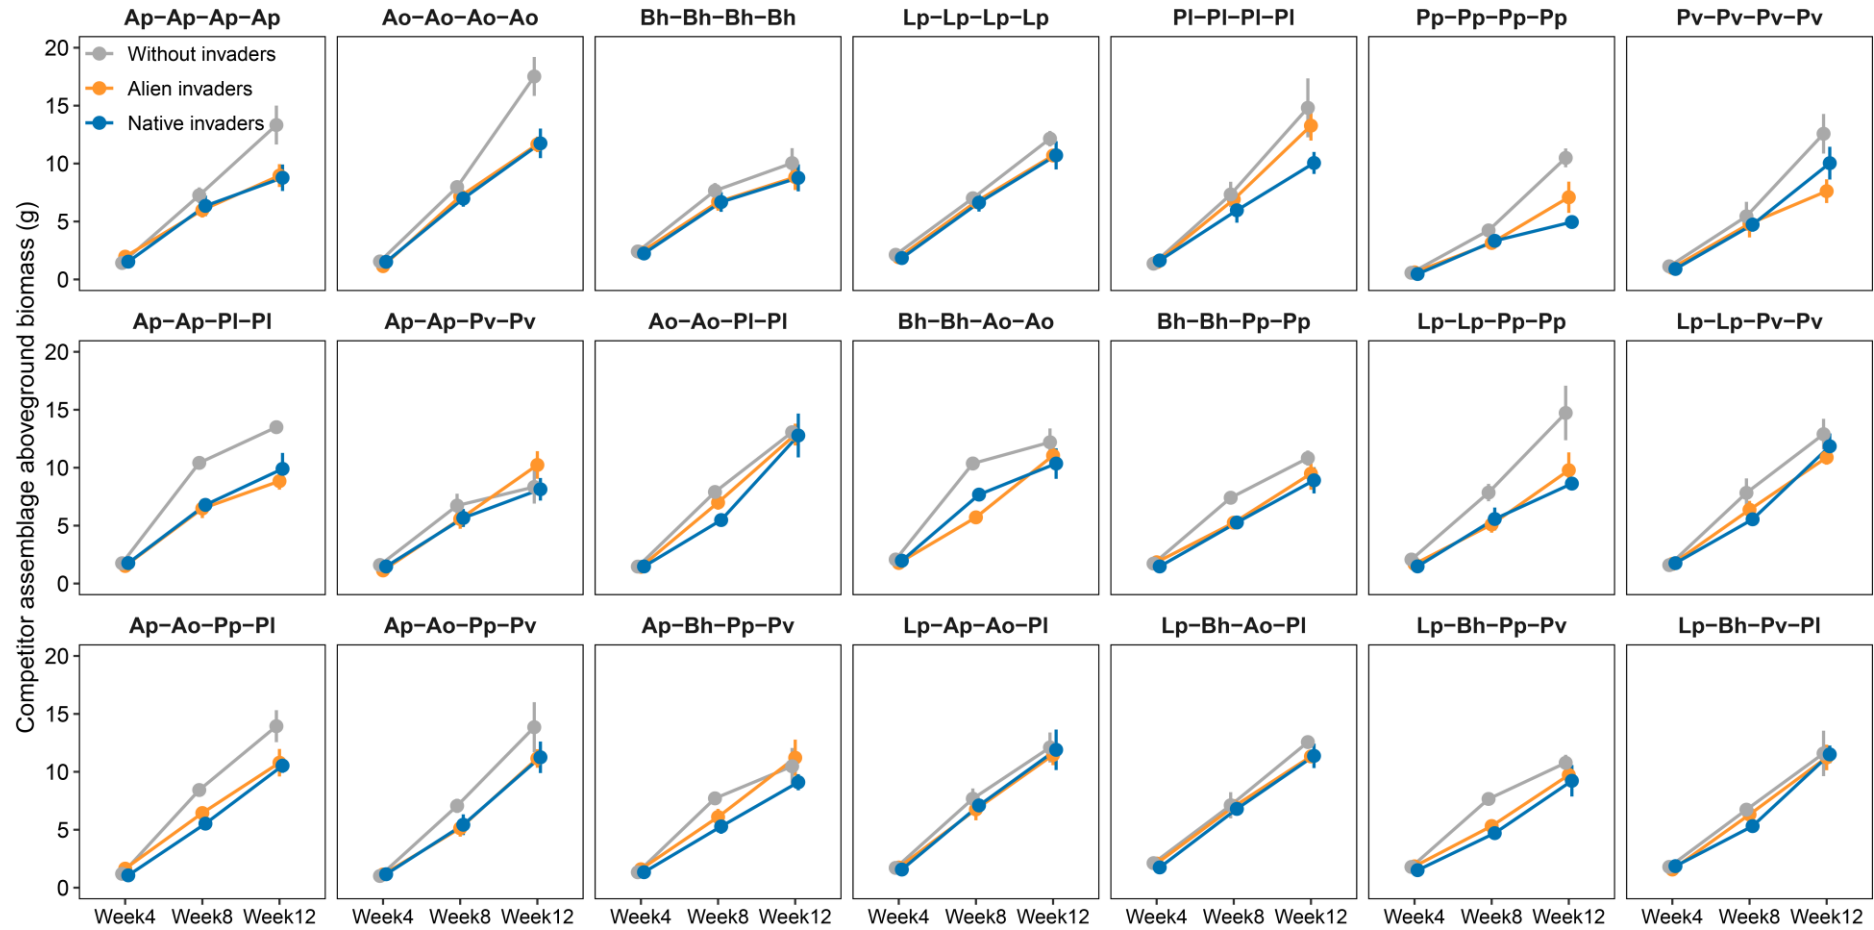 Ap−Ap−Ap−Ap Ao−Ao−Ao−Ao Bh−Bh−Bh−Bh Lp−Lp−Lp−Lp Pl−Pl−Pl−Pl Pp−Pp−Pp−Pp Pv−Pv−Pv−Pv
20
Without invaders
Alien invaders
15
Native invaders
10
5
0
Ap−Ap−Pl−Pl Ap−Ap−Pv−Pv Ao−Ao−Pl−Pl Bh−Bh−Ao−Ao Bh−Bh−Pp−Pp Lp−Lp−Pp−Pp Lp−Lp−Pv−Pv
20
15
10
5
0
Competitor assemblage aboveground biomass (g)
Ap−Ao−Pp−Pl Ap−Ao−Pp−Pv Ap−Bh−Pp−Pv Lp−Ap−Ao−Pl Lp−Bh−Ao−Pl Lp−Bh−Pp−Pv Lp−Bh−Pv−Pl
20
15
10
5
0
Week4 Week8 Week12 Week4 Week8 Week12 Week4 Week8 Week12 Week4 Week8 Week12 Week4 Week8 Week12 Week4 Week8 Week12 Week4 Week8 Week12